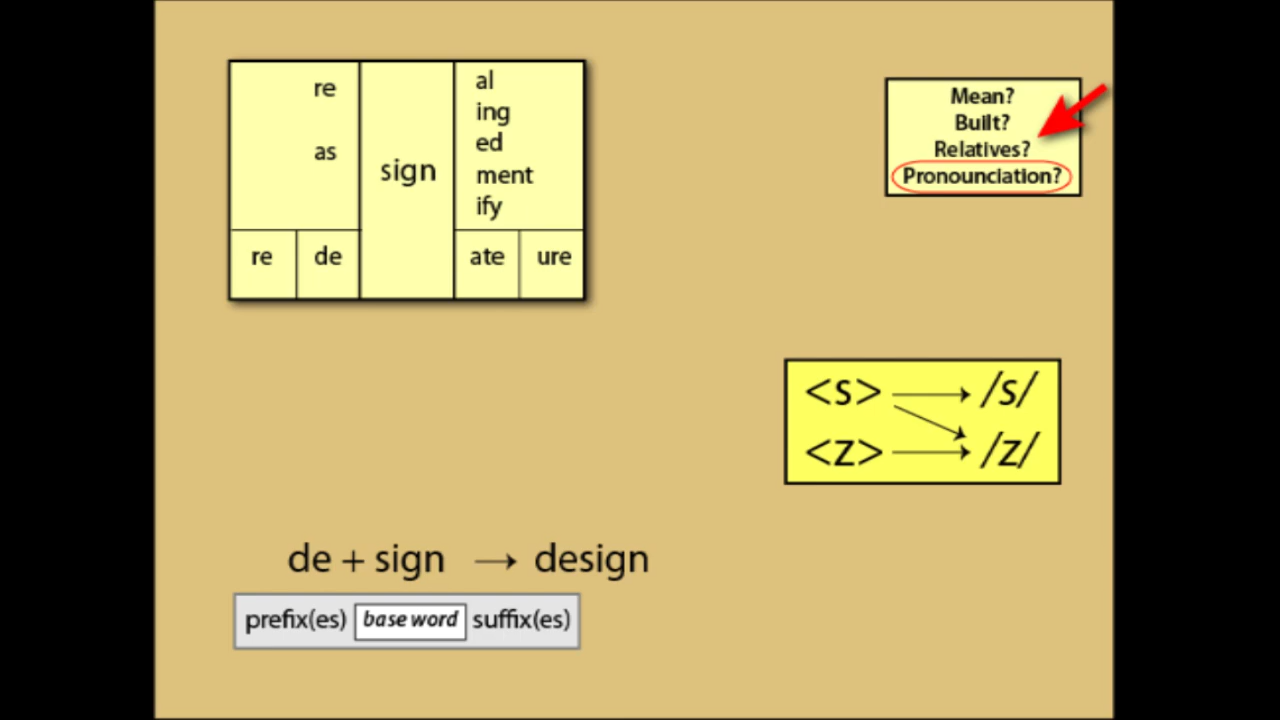 re
as
sign
al
ing
ed
ment
ify
re de
ate ure
Mean?
Built?
Relatives?
Pronounciation?
<s> → /s/
<z> → /z/
de + sign → design
prefix(es) base word suffix(es)